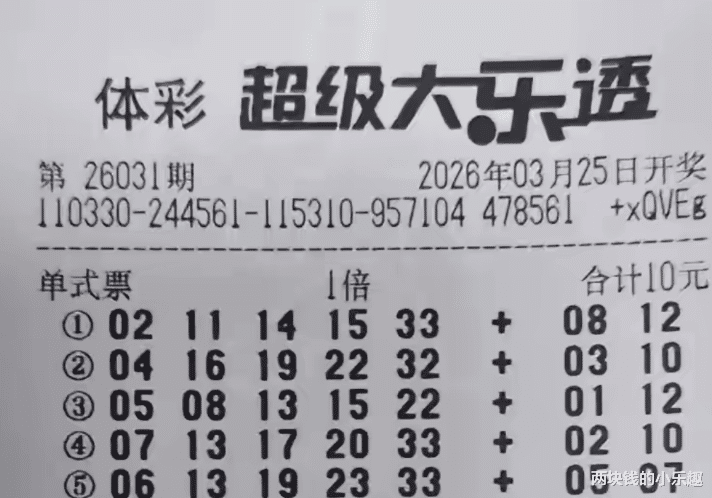 体彩 超级大乐透
第 26031期 2026年03月25日开奖
110330-244561-115310-957104 478561 +xQVEg
单式票 1倍 合计10元
① 02 11 14 15 33 + 08 12
② 04 16 19 22 32 + 03 10
③ 05 08 13 15 22 + 01 12
④ 07 13 17 20 33 + 02 10
⑤ 06 13 19 23 33 +
两块钱的小乐趣